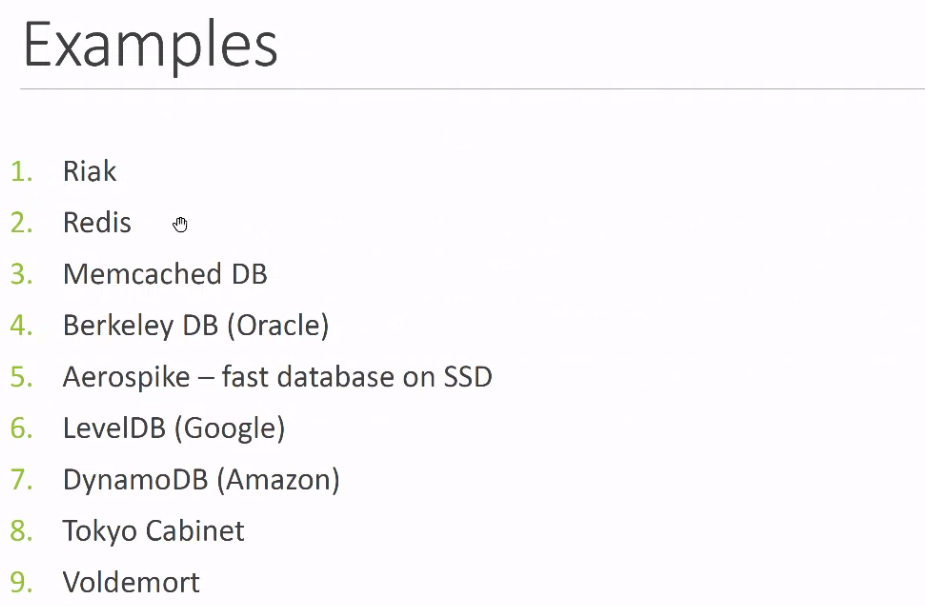 Examples
1. Riak
2. Redis
3. Memcached DB
4. Berkeley DB (Oracle)
5. Aerospike – fast database on SSD
6. LevelDB (Google)
7. DynamoDB (Amazon)
8. Tokyo Cabinet
9. Voldemort